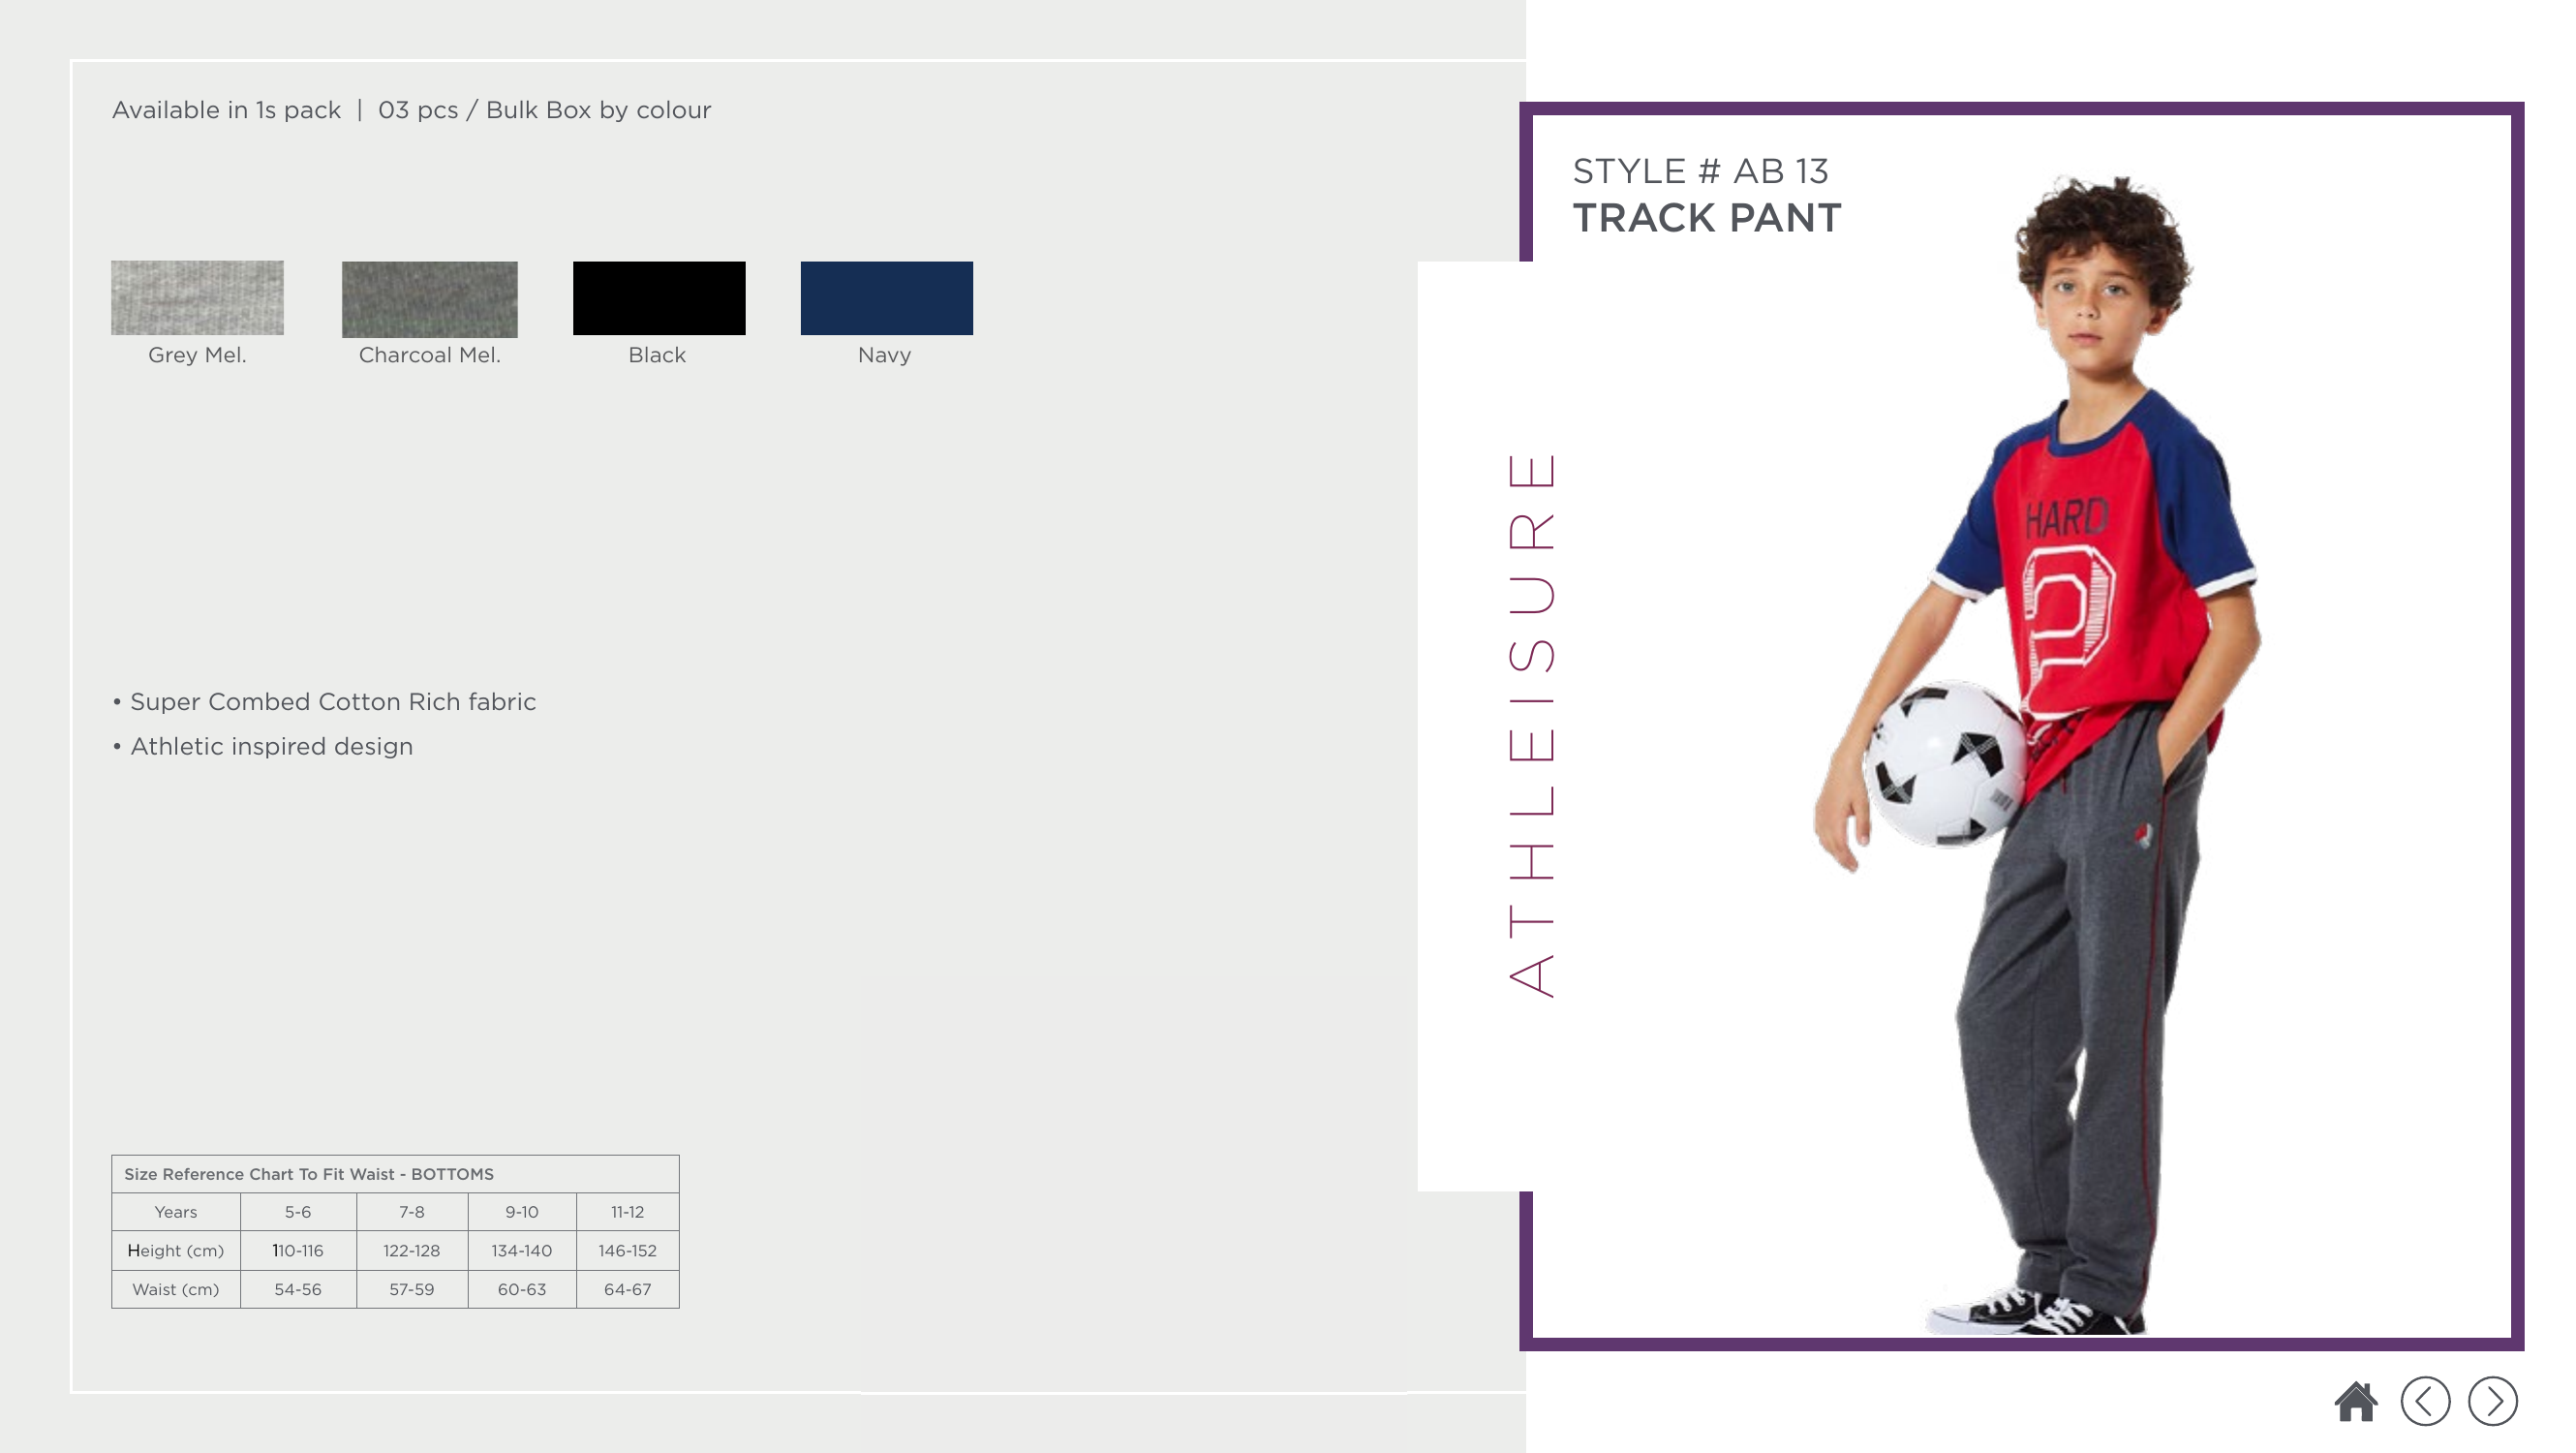 Available in 1s pack | 03 pcs / Bulk Box by colour
Grey Mel. Charcoal Mel. Black Navy
• Super Combed Cotton Rich fabric
• Athletic inspired design
Size Reference Chart To Fit Waist - BOTTOMS
Years 5-6 7-8 9-10 11-12
Height (cm) 110-116 122-128 134-140 146-152
Waist (cm) 54-56 57-59 60-63 64-67
ATHLEISURE
STYLE # AB 13
TRACK PANT
HARD